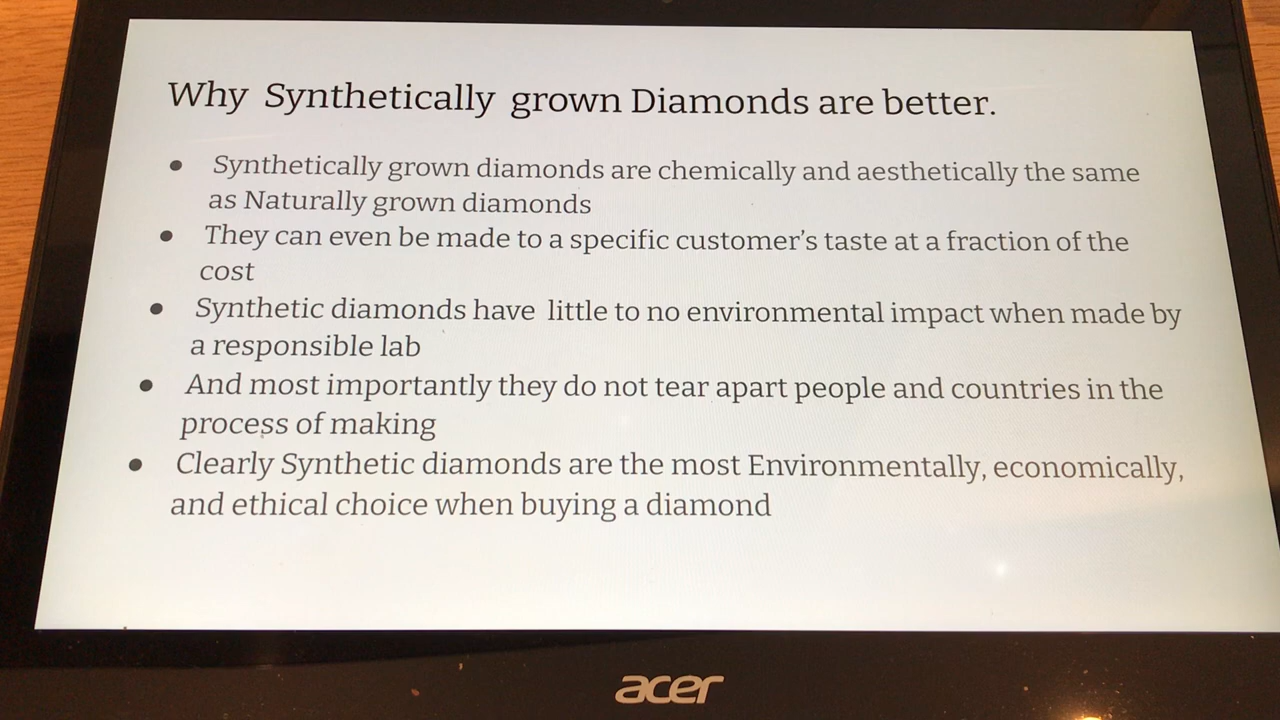 Why Synthetically grown Diamonds are better.
● Synthetically grown diamonds are chemically and aesthetically the same
as Naturally grown diamonds
● They can even be made to a specific customer’s taste at a fraction of the
cost
● Synthetic diamonds have little to no environmental impact when made by
a responsible lab
● And most importantly they do not tear apart people and countries in the
process of making
● Clearly Synthetic diamonds are the most Environmentally, economically,
and ethical choice when buying a diamond
acer